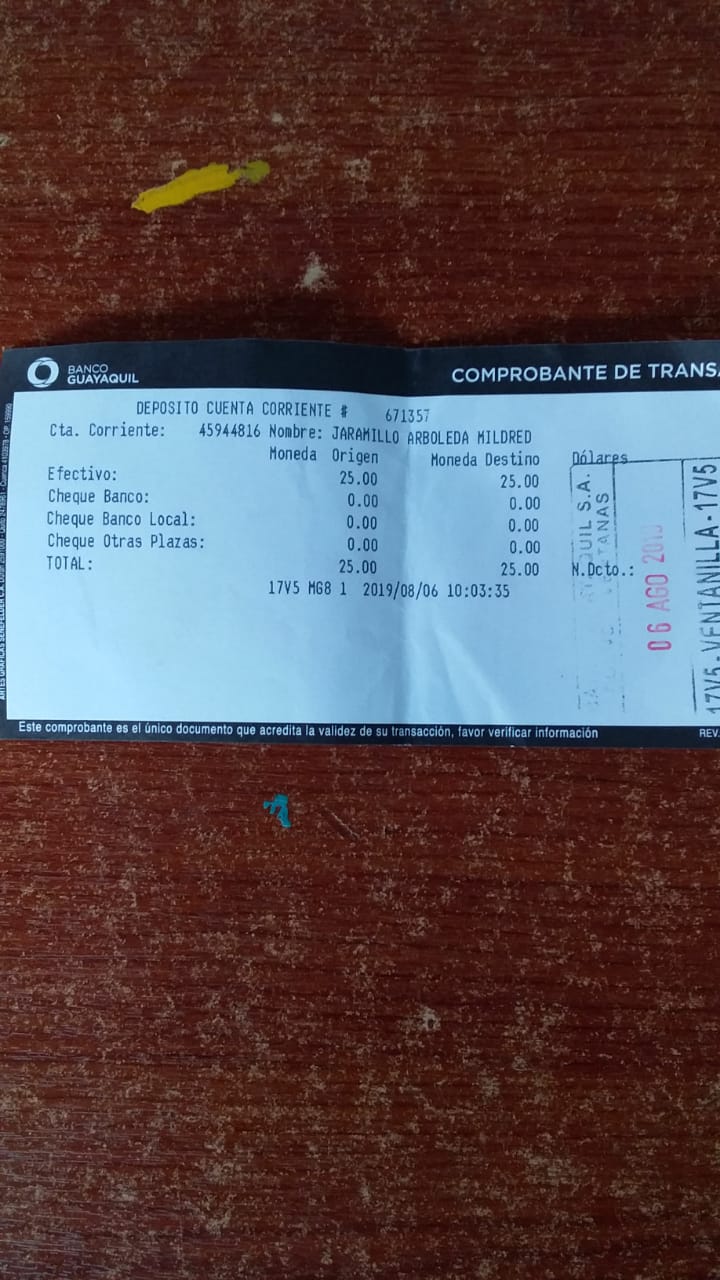 BANCO
GUAYAQUIL
COMPROBANTE DE TRANSA
DEPOSITO CUENTA CORRIENTE # 671357
Cta. Corriente: 45944816 Nombre: JARAMILLO ARBOLEDA MILDRED
Moneda Origen Moneda Destino Dólares
Efectivo: 25.00 25.00
Cheque Banco: 0.00 0.00
Cheque Banco Local: 0.00 0.00
Cheque Otras Plazas: 0.00 0.00
TOTAL: 25.00 25.00 N.Dcto.:
17V5 MG8 1 2019/08/06 10:03:35
QUIL S.A.
TANAS
06 AGO 201
17V5-VENTANILLA-17V5
Este comprobante es el único documento que acredita la validez de su transacción, favor verificar información
REV.